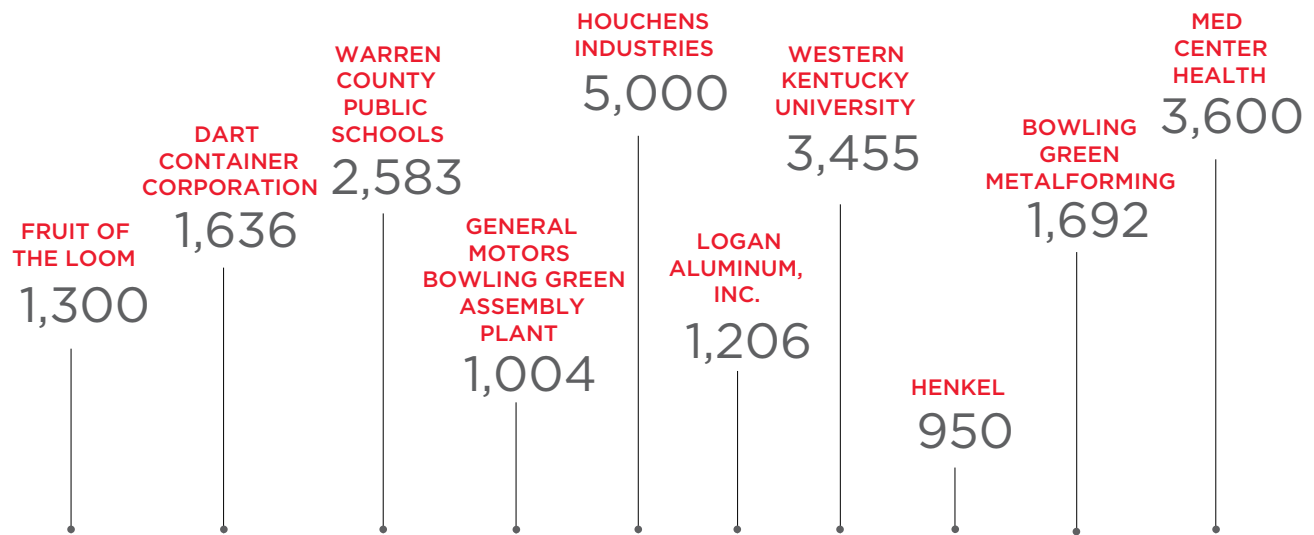 FRUIT OF
THE LOOM
1,300
DART
CONTAINER
CORPORATION
1,636
WARREN
COUNTY
PUBLIC
SCHOOLS
2,583
GENERAL
MOTORS
BOWLING GREEN
ASSEMBLY
PLANT
1,004
HOUCHENS
INDUSTRIES
5,000
LOGAN
ALUMINUM,
INC.
1,206
WESTERN
KENTUCKY
UNIVERSITY
3,455
HENKEL
950
BOWLING
GREEN
METALFORMING
1,692
MED
CENTER
HEALTH
3,600